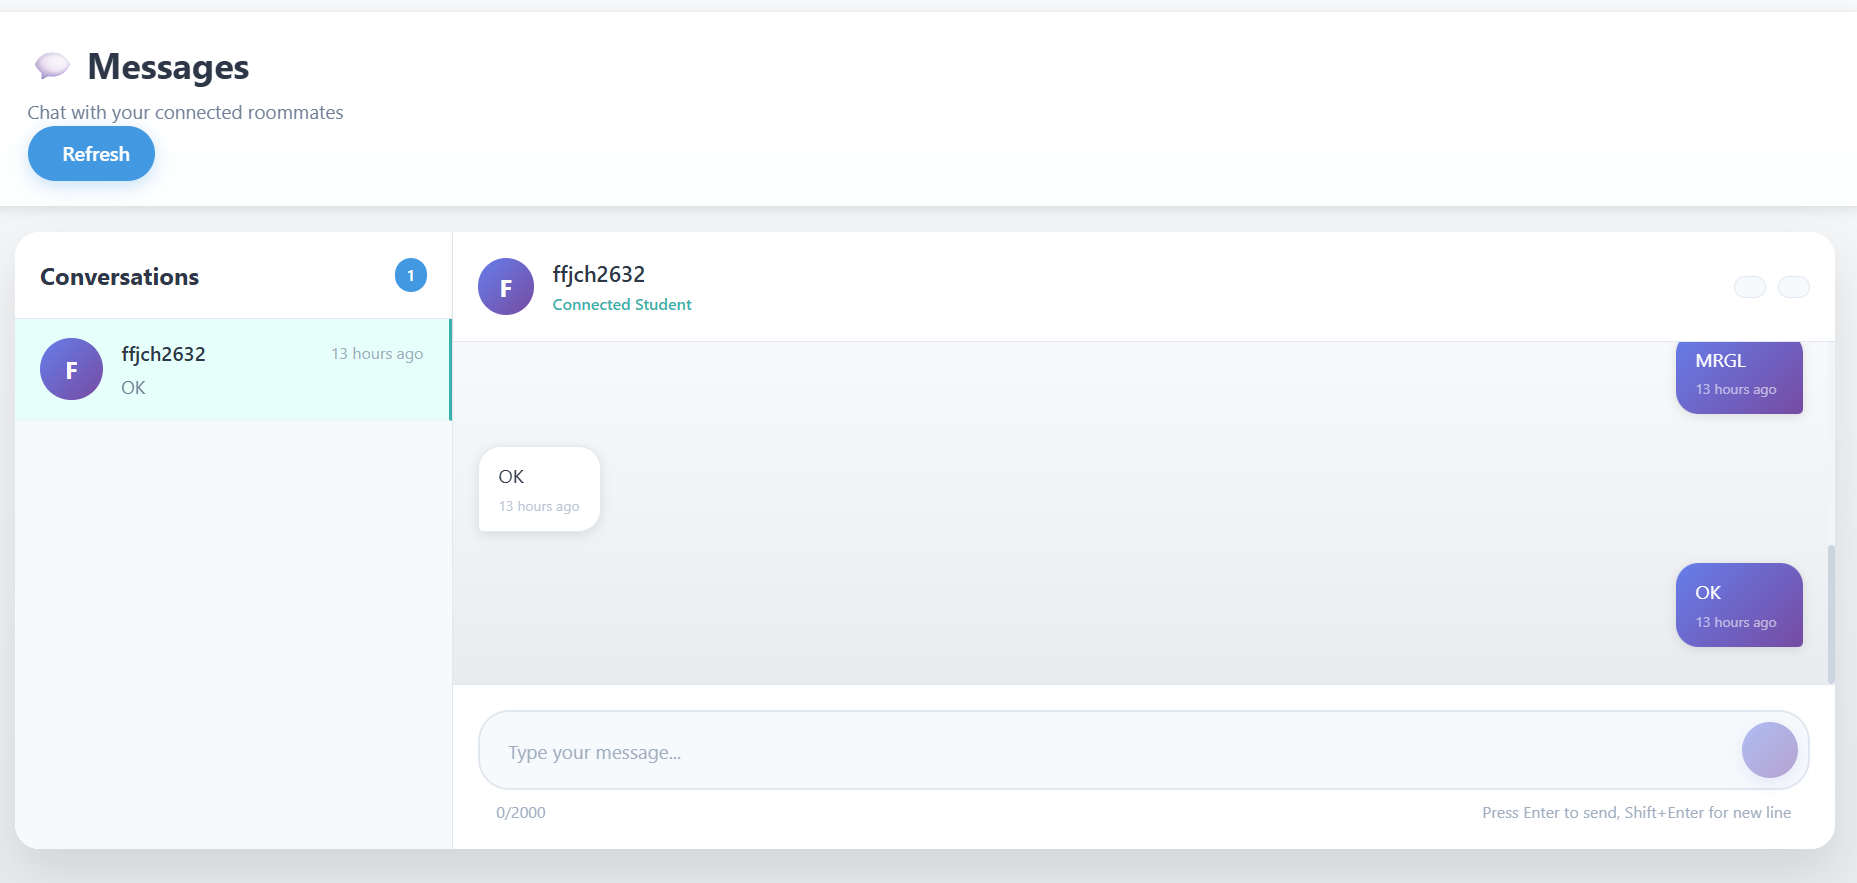 Messages
Chat with your connected roommates
Refresh
Conversations
1
F
ffjch2632
13 hours ago
OK
F
ffjch2632
Connected Student
MRGL
13 hours ago
OK
13 hours ago
OK
13 hours ago
Type your message...
0/2000
Press Enter to send, Shift+Enter for new line